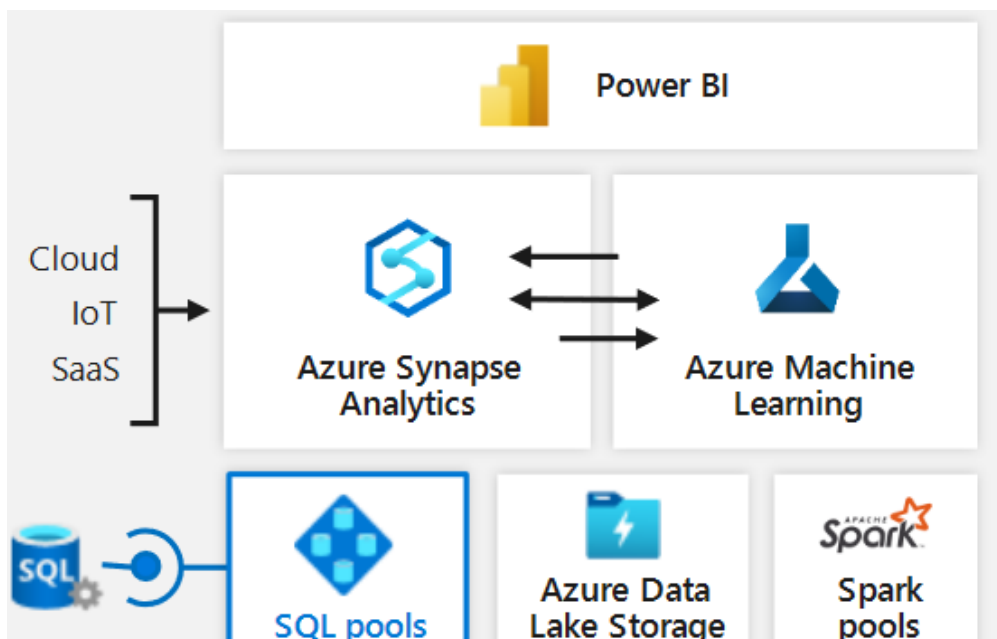 Power BI
Cloud
IoT
SaaS
Azure Synapse
Analytics
Azure Machine
Learning
SQL
SQL pools
Azure Data
Lake Storage
APACHE
Spark
Spark
pools